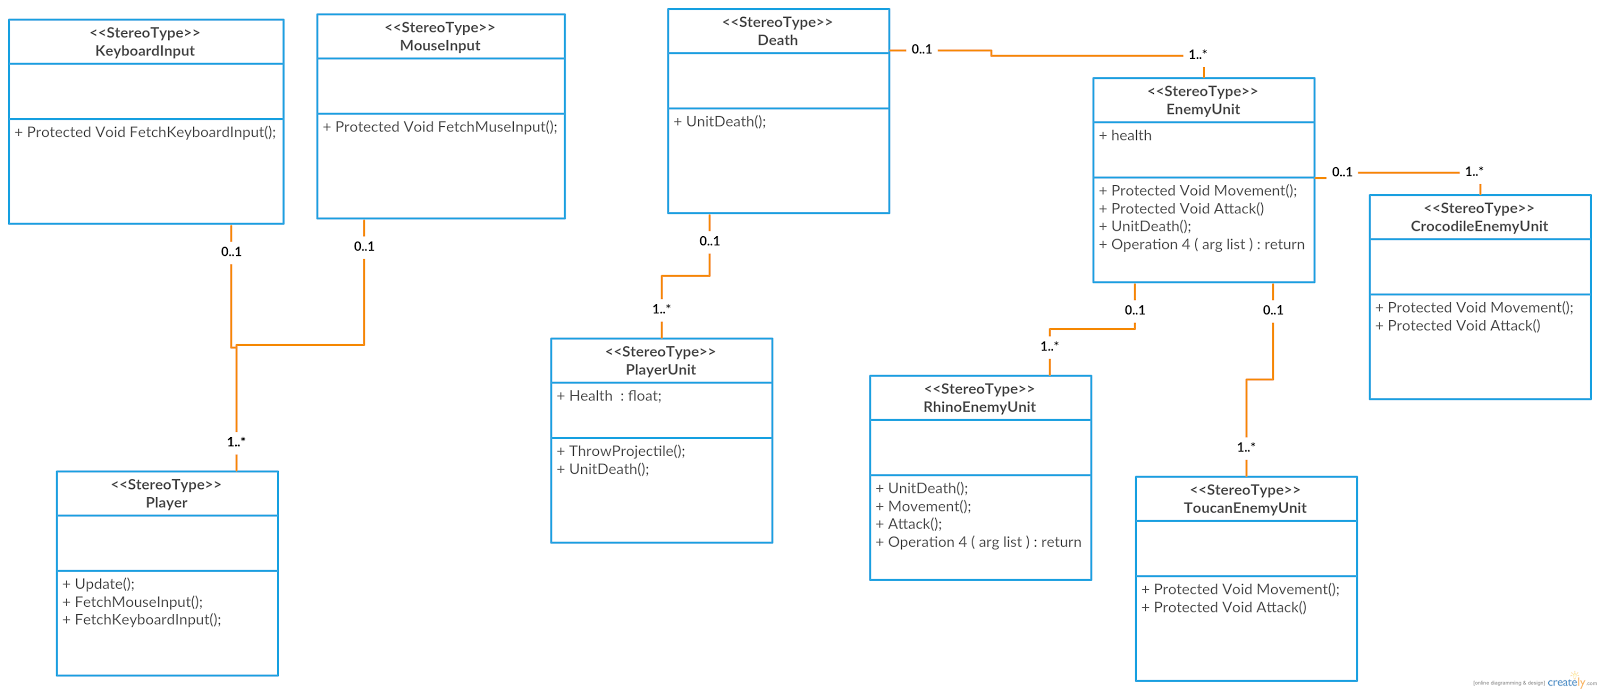 <<StereoType>>
KeyboardInput
+ Protected Void FetchKeyboardInput();
<<StereoType>>
MouseInput
+ Protected Void FetchMuseInput();
<<StereoType>>
Death
+ UnitDeath();
0..1
1..*
<<StereoType>>
EnemyUnit
+ health
+ Protected Void Movement();
+ Protected Void Attack()
+ UnitDeath();
+ Operation 4 ( arg list ) : return
0..1
1..*
<<StereoType>>
CrocodileEnemyUnit
+ Protected Void Movement();
+ Protected Void Attack()
0..1
0..1
0..1
1..*
0..1
1..*
0..1
1..*
1..*
<<StereoType>>
Player
+ Update();
+ FetchMouseInput();
+ FetchKeyboardInput();
<<StereoType>>
PlayerUnit
+ Health : float;
+ ThrowProjectile();
+ UnitDeath();
<<StereoType>>
RhinoEnemyUnit
+ UnitDeath();
+ Movement();
+ Attack();
+ Operation 4 ( arg list ) : return
<<StereoType>>
ToucanEnemyUnit
+ Protected Void Movement();
+ Protected Void Attack()
[online diagramming & design] creately.com